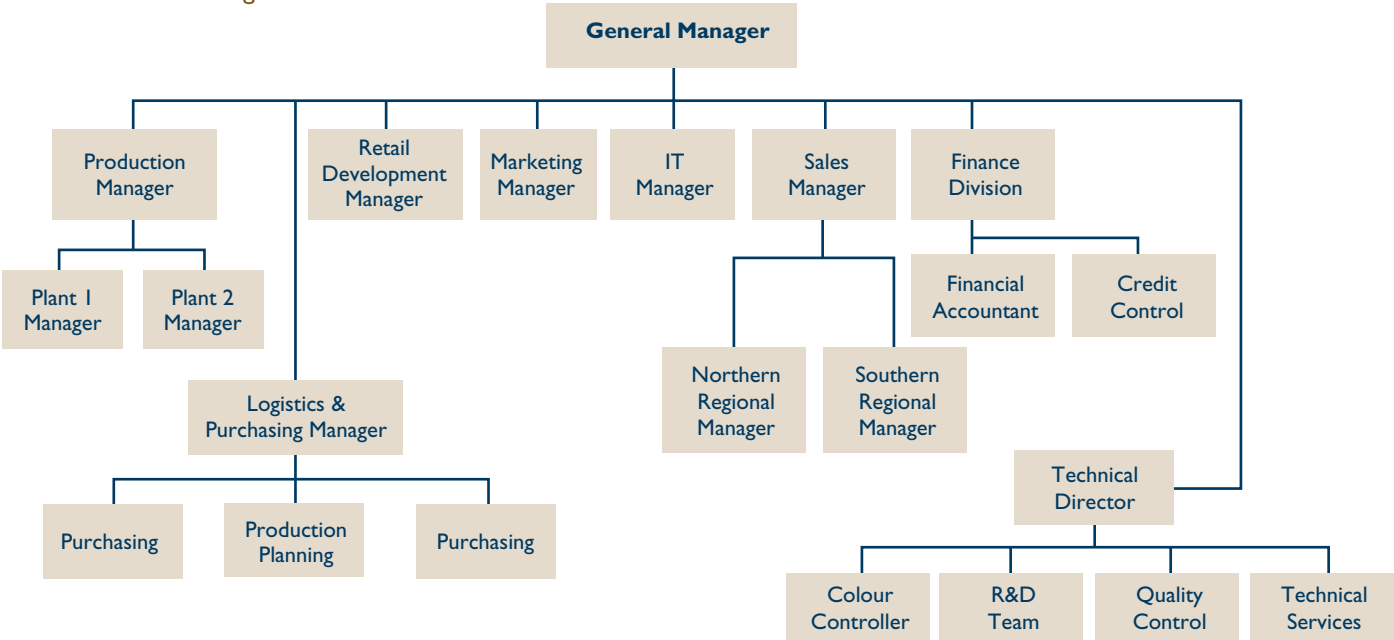 General Manager
Production
Manager
Retail
Development
Manager
Marketing
Manager
IT
Manager
Sales
Manager
Finance
Division
Plant 1
Manager
Plant 2
Manager
Financial
Accountant
Credit
Control
Northern
Regional
Manager
Southern
Regional
Manager
Logistics &
Purchasing Manager
Technical
Director
Purchasing
Production
Planning
Purchasing
Colour
Controller
R&D
Team
Quality
Control
Technical
Services